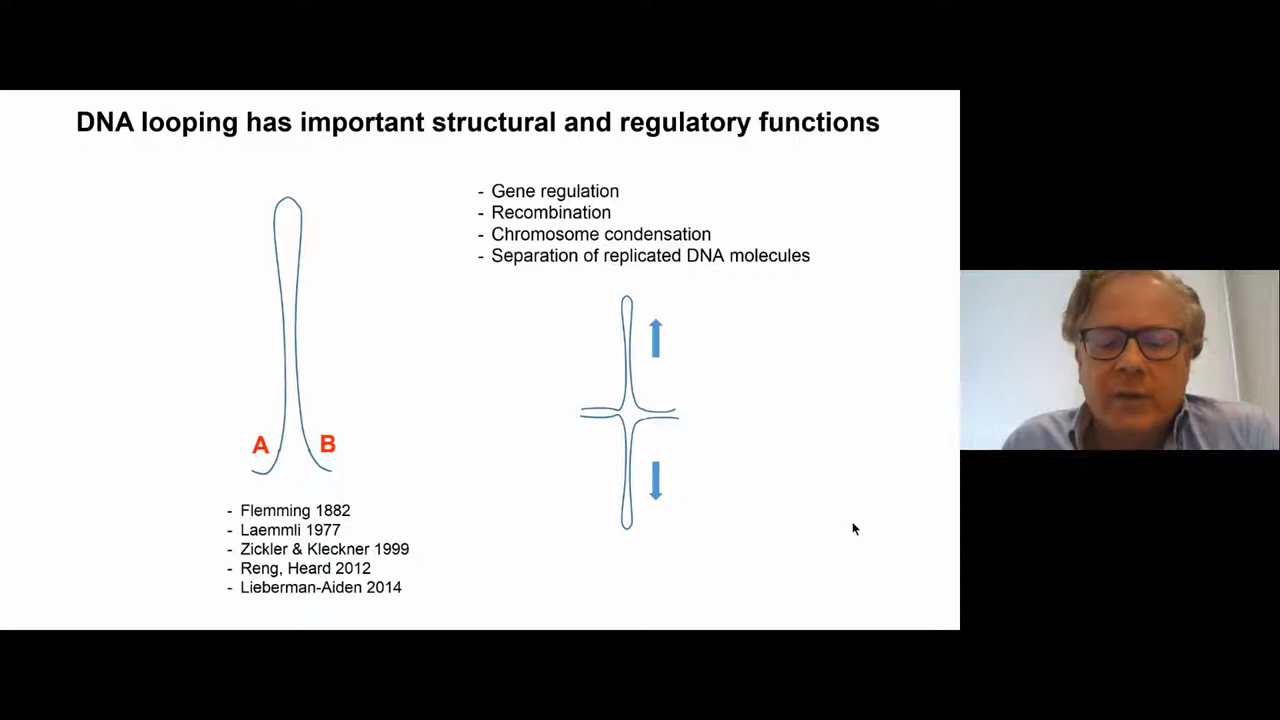 DNA looping has important structural and regulatory functions
- Gene regulation
- Recombination
- Chromosome condensation
- Separation of replicated DNA molecules
A B
- Flemming 1882
- Laemmli 1977
- Zickler & Kleckner 1999
- Reng, Heard 2012
- Lieberman-Aiden 2014